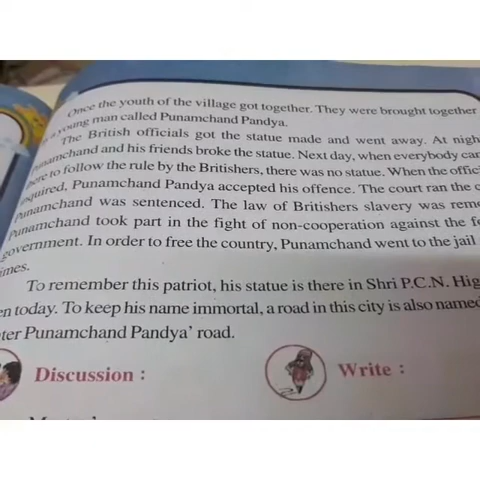 Once the youth of the village got together. They were brought together
a young man called Punamchand Pandya.
The British officials got the statue made and went away. At nigh
Punamchand and his friends broke the statue. Next day, when everybody cam
here to follow the rule by the Britishers, there was no statue. When the offic
equired, Punamchand Pandya accepted his offence. The court ran the c
Punamchand was sentenced. The law of Britishers slavery was remo
Punamchand took part in the fight of non-cooperation against the fo
government. In order to free the country, Punamchand went to the jail
imes.
To remember this patriot, his statue is there in Shri P.C.N. Hig
en today. To keep his name immortal, a road in this city is also named
ter Punamchand Pandya' road.
Discussion :
Write :